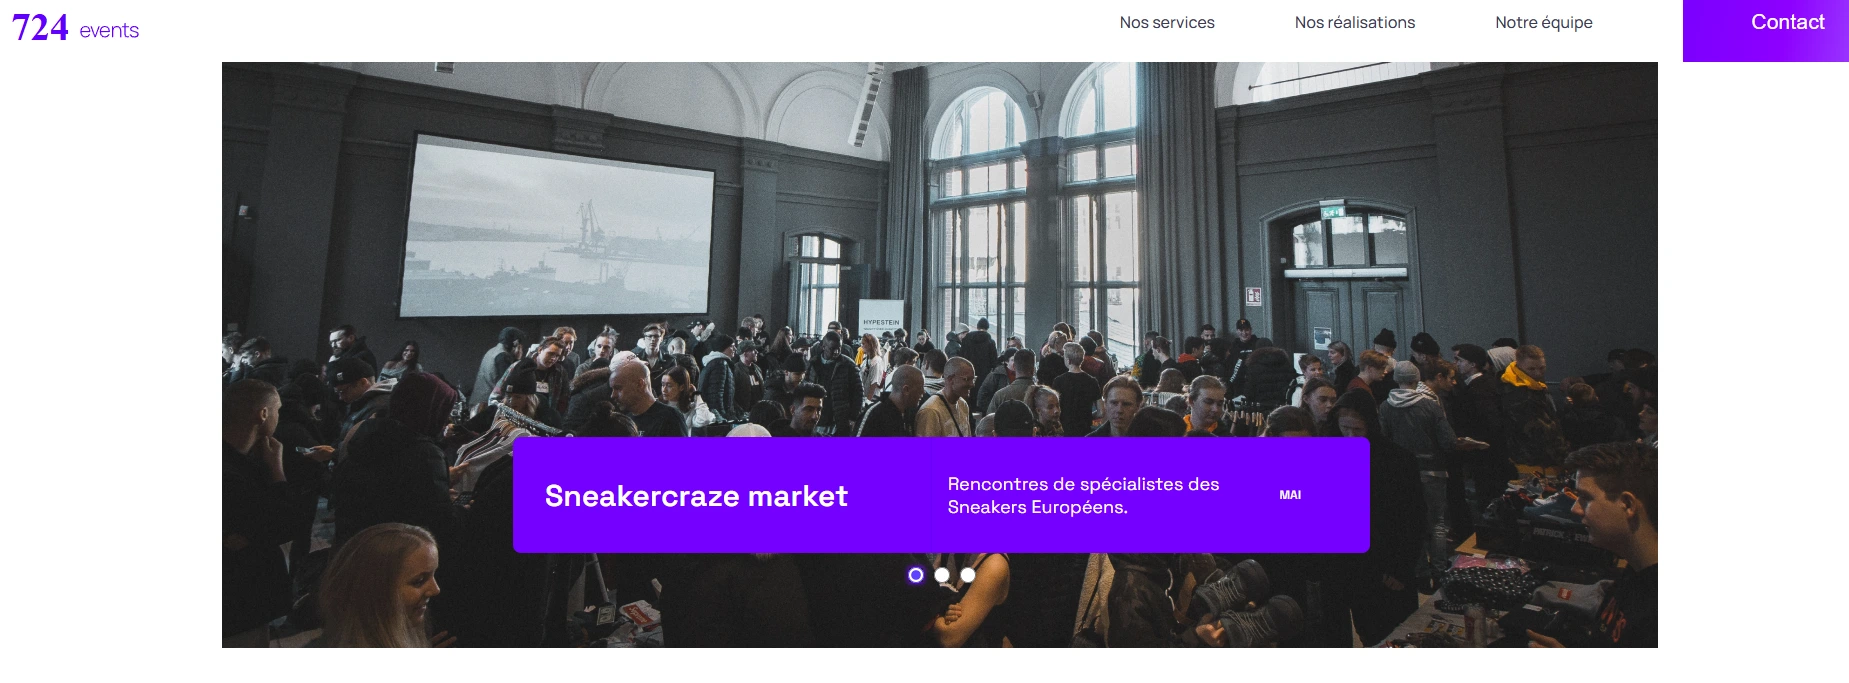 724 events
Nos services
Nos réalisations
Notre équipe
Contact
HYPESTEIN
Sneakercraze market
Rencontres de spécialistes des
Sneakers Européens.
MAI